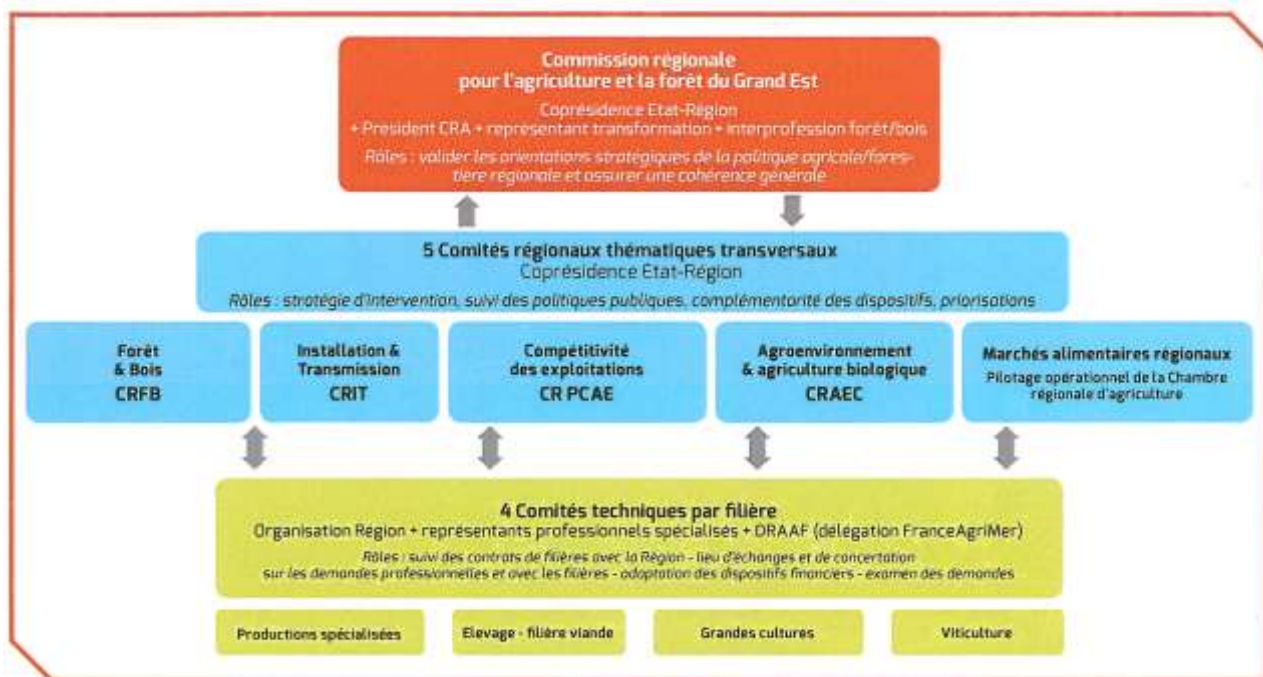 Commission régionale
pour l'agriculture et la forêt du Grand Est
Coprésidence Etat-Région
+ Président CRA + représentant transformation + interprofession forêt/bois
Rôles : valider les orientations stratégiques de la politique agricole/fores-
tière régionale et assurer une cohérence générale
5 Comités régionaux thématiques transversaux
Coprésidence Etat-Région
Rôles : stratégie d'intervention, suivi des politiques publiques, complémentarité des dispositifs, priorisations
Forêt
& Bois
CRFB
Installation &
Transmission
CRIT
Compétitivité
des exploitations
CR PCAE
Agroenvironnement
& agriculture biologique
CRAEC
Marchés alimentaires régionaux
Pilotage opérationnel de la Chambre
régionale d'agriculture
4 Comités techniques par filière
Organisation Région + représentants professionnels spécialisés + DRAAF (délégation FranceAgriMer)
Rôles : suivi des contrats de filières avec la Région - lieu d'échanges et de concertation
sur les demandes professionnelles et avec les filières - adaptation des dispositifs financiers - examen des demandes
Productions spécialisées
Elevage - filière viande
Grandes cultures
Viticulture